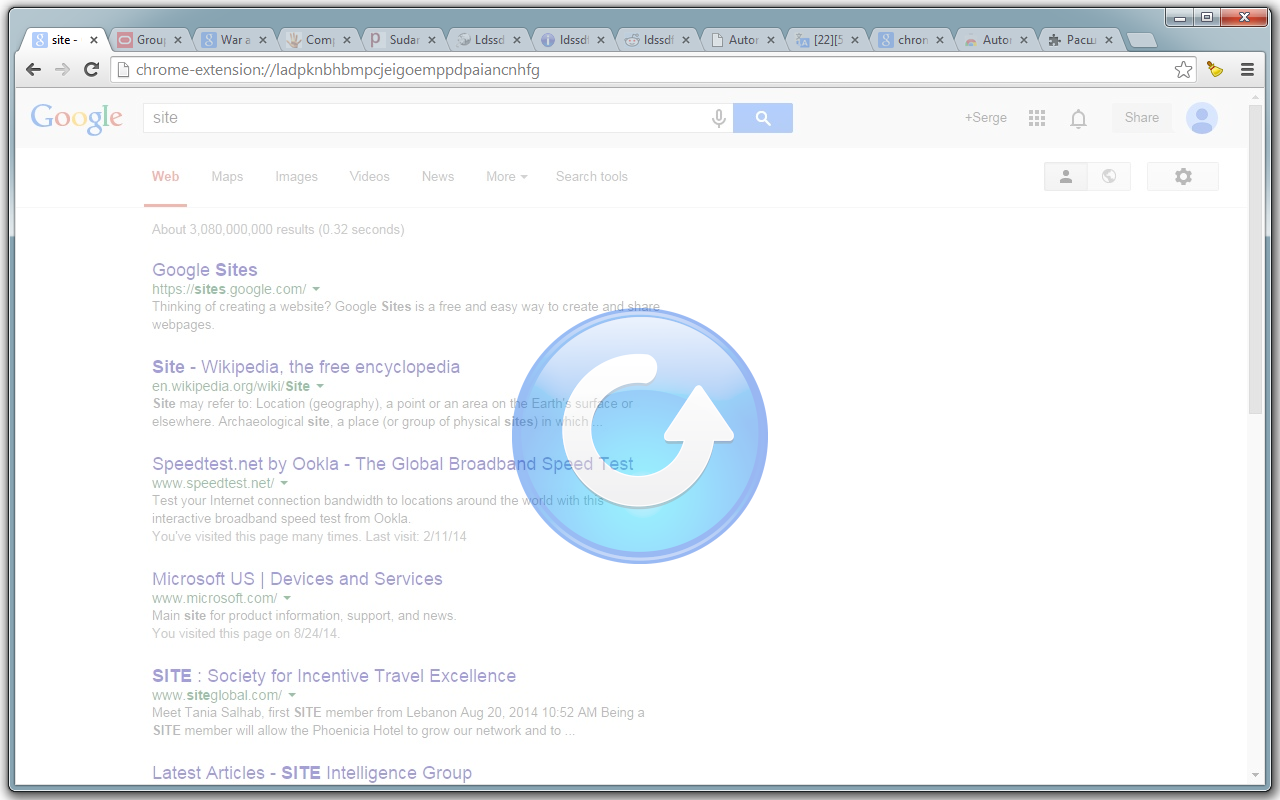 site -
Group
War a
Comp
Sudar
Ldssd
ldssdf
ldssdf
Autor
[22][5
chron
Autor
Расш
chrome-extension://ladpknbhbmpcjeigoemppdpaiancnhfg
Google
site
+Serge
Share
Web
Maps
Images
Videos
News
More
Search tools
About 3,080,000,000 results (0.32 seconds)
Google Sites
https://sites.google.com/
Thinking of creating a website? Google Sites is a free and easy way to create and share
webpages.
Site - Wikipedia, the free encyclopedia
en.wikipedia.org/wiki/Site
Site may refer to: Location (geography), a point or an area on the Earth's surface or
elsewhere. Archaeological site, a place (or group of physical sites) in which ...
Speedtest.net by Ookla - The Global Broadband Speed Test
www.speedtest.net/
Test your Internet connection bandwidth to locations around the world with this
interactive broadband speed test from Ookla.
You've visited this page many times. Last visit: 2/11/14
Microsoft US | Devices and Services
www.microsoft.com/
Main site for product information, support, and news.
You visited this page on 8/24/14.
SITE : Society for Incentive Travel Excellence
www.siteglobal.com/
Meet Tania Salhab, first SITE member from Lebanon Aug 20, 2014 10:52 AM Being a
SITE member will allow the Phoenicia Hotel to grow our network and to ...
Latest Articles - SITE Intelligence Group